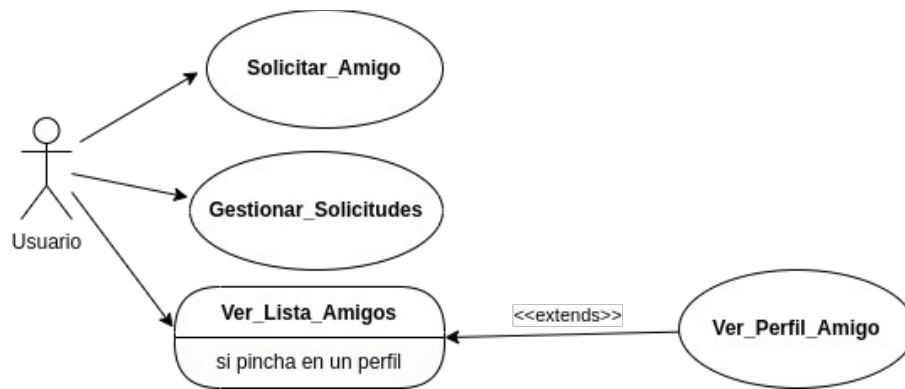 Solicitar_Amigo
Gestionar_Solicitudes
Usuario
Ver_Lista_Amigos
si pincha en un perfil
<<extends>>
Ver_Perfil_Amigo